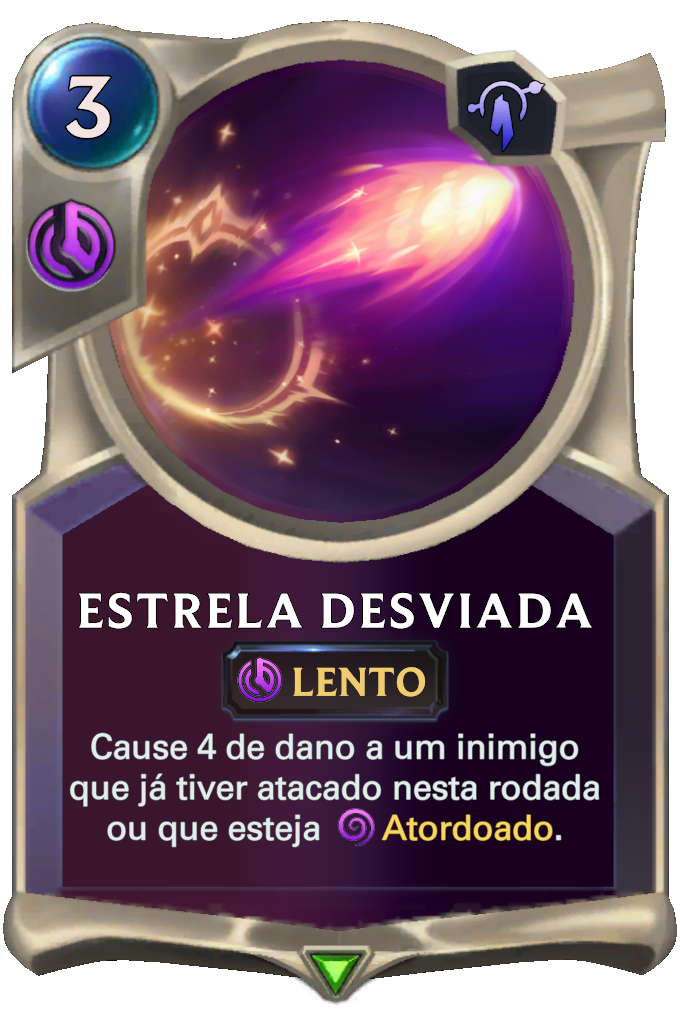 3
ESTRELA DESVIADA
LENTO
Cause 4 de dano a um inimigo
que já tiver atacado nesta rodada
ou que esteja Atordoado.